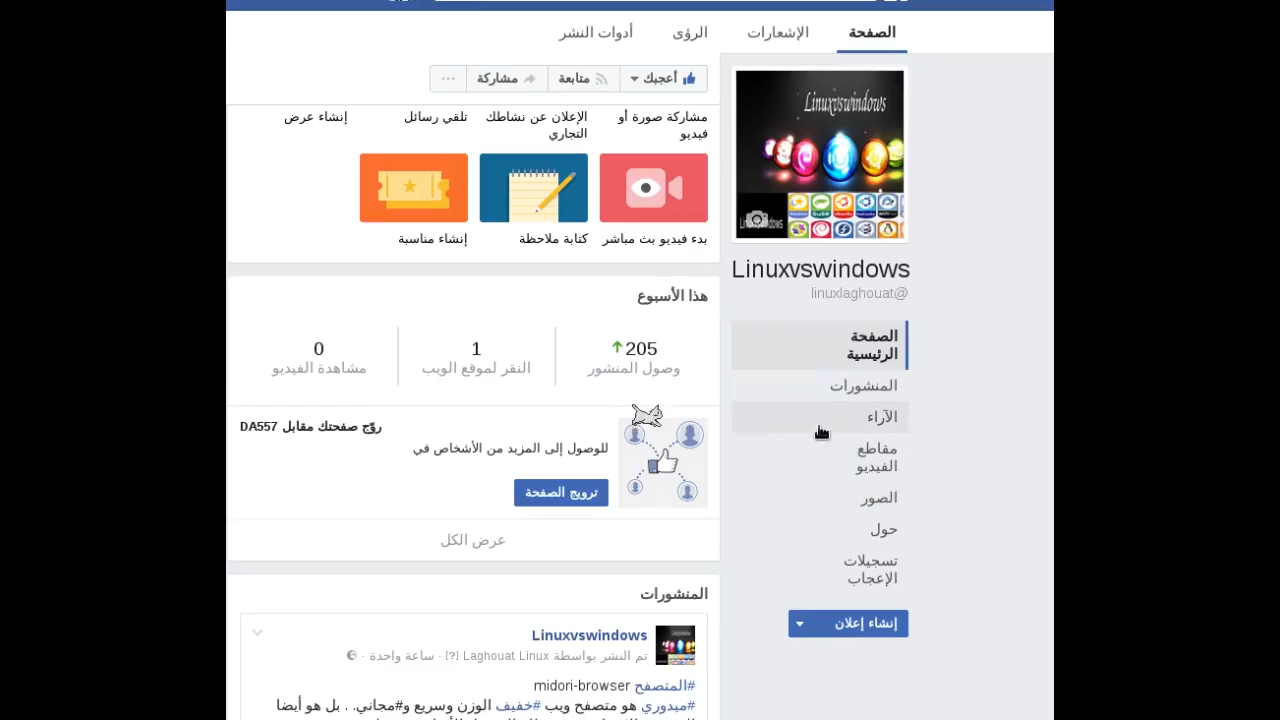 الصفحة
الإشعارات
الرؤى
أدوات النشر
أعجبك
متابعة
مشاركة
مشاركة صورة أو
فيديو
الإعلان عن نشاطك
التجاري
تلقي رسائل
إنشاء عرض
بدء فيديو بث مباشر
كتابة ملاحظة
إنشاء مناسبة
هذا الأسبوع
205
وصول المنشور
1
النقر لموقع الويب
0
مشاهدة الفيديو
روّج صفحتك مقابل DA557
للوصول إلى المزيد من الأشخاص في
ترويج الصفحة
عرض الكل
المنشورات
Linuxvswindows
تم النشر بواسطة Laghouat Linux [?] · ساعة واحدة ·
#المتصفح midori-browser
#ميدوري هو متصفح ويب #خفيف الوزن وسريع و#مجاني. . بل هو أيضا
Linuxvswindows
Linuxvswindows
Linuxvswindows
@linuxlaghouat
الصفحة
الرئيسية
المنشورات
الآراء
مقاطع
الفيديو
الصور
حول
تسجيلات
الإعجاب
إنشاء إعلان